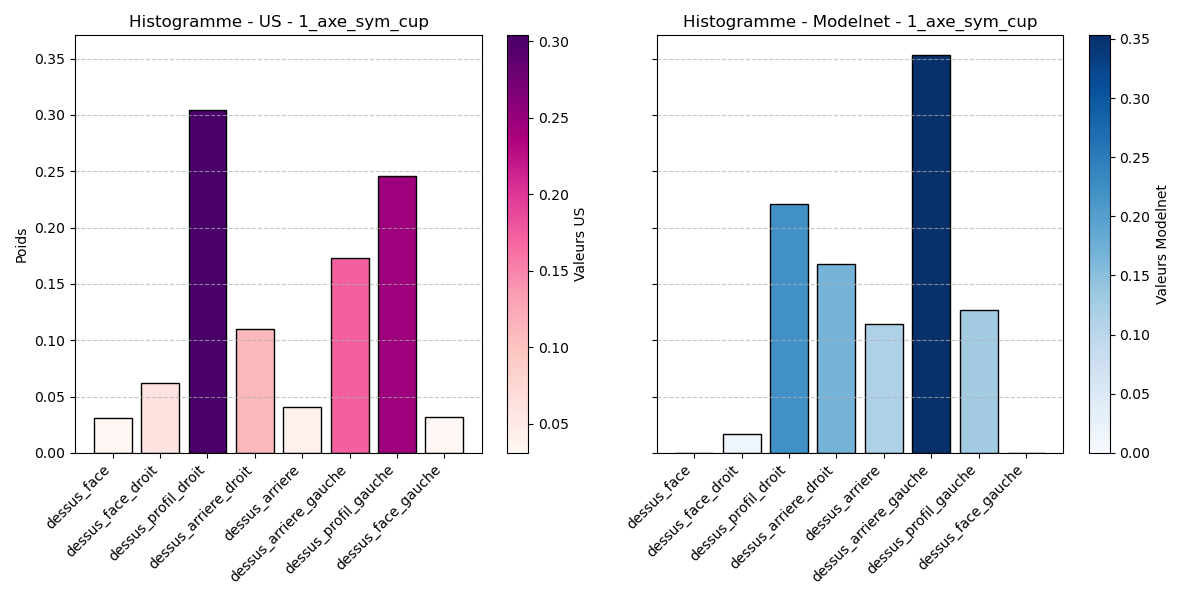 Histogramme - US - 1_axe_sym_cup
Poids
0.35
0.30
0.25
0.20
0.15
0.10
0.05
0.00
dessus_face
dessus_face_droit
dessus_profil_droit
dessus_arriere_droit
dessus_arriere
dessus_arriere_gauche
dessus_profil_gauche
dessus_face_gauche
0.30
0.25
0.20
0.15
0.10
0.05
Valeurs US
Histogramme - Modelnet - 1_axe_sym_cup
dessus_face
dessus_face_droit
dessus_profil_droit
dessus_arriere_droit
dessus_arriere
dessus_arriere_gauche
dessus_profil_gauche
dessus_face_gauche
0.35
0.30
0.25
0.20
0.15
0.10
0.05
0.00
Valeurs Modelnet